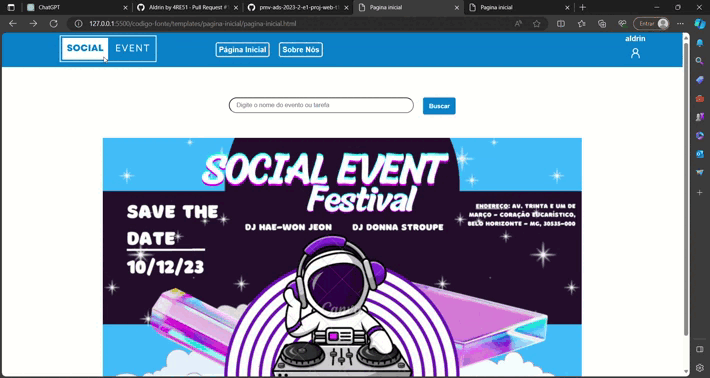 ChatGPT
Aldrin by 4RE51 · Pull Request #
pmv-ads-2023-2-e1-proj-web-t
Pagina inicial
Pagina inicial
127.0.0.1:5500/codigo-fonte/templates/pagina-inicial/pagina-inicial.html
Entrar
SOCIAL EVENT
Página Inicial
Sobre Nós
aldrin
Digite o nome do evento ou tarefa
Buscar
SOCIAL EVENT
Festival
SAVE THE
DATE
10/12/23
DJ HAE-WON JEON
DJ DONNA STROUPE
ENDEREÇO: AV. TRINTA E UM DE
MARÇO - CORAÇÃO EUCARÍSTICO,
BELO HORIZONTE - MG, 30535-000
Canva